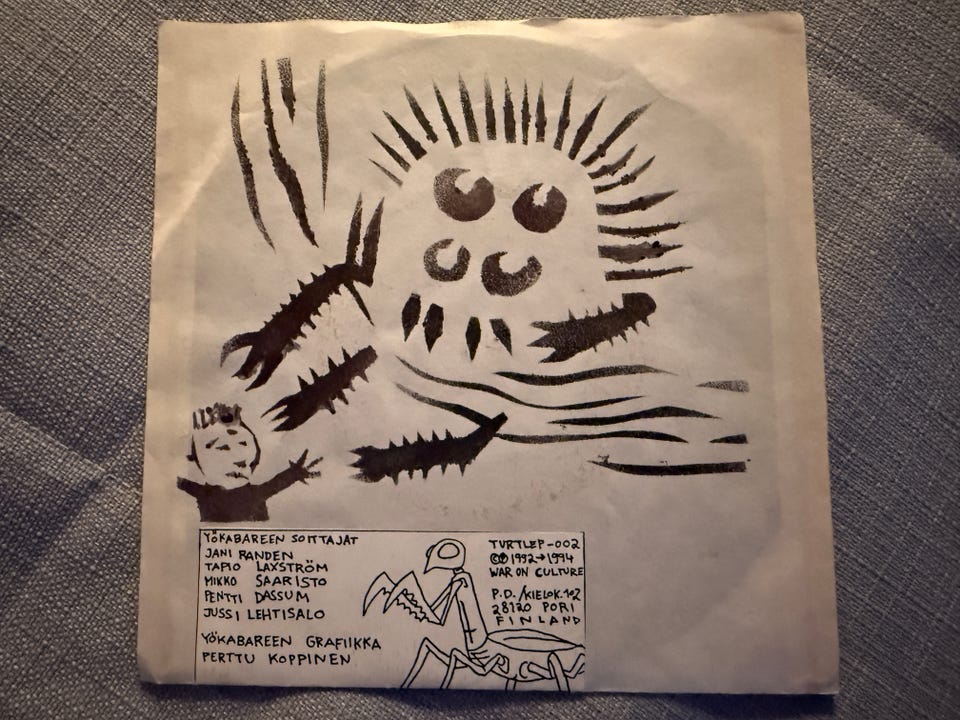 YÖKABAREEN SOITTAJAT
JANI RANDEN
TAPIO LAXSTRÖM
MIKKO SAARISTO
PENTTI DASSUM
JUSSI LEHTISALO
YÖKABAREEN GRAFIIKKA
PERTTU KOPPINEN
TURTLEP-002
©℗ 1992→1994
WAR ON CULTURE
P.D. /KIELOK.102
28120 PORI
FINLAND